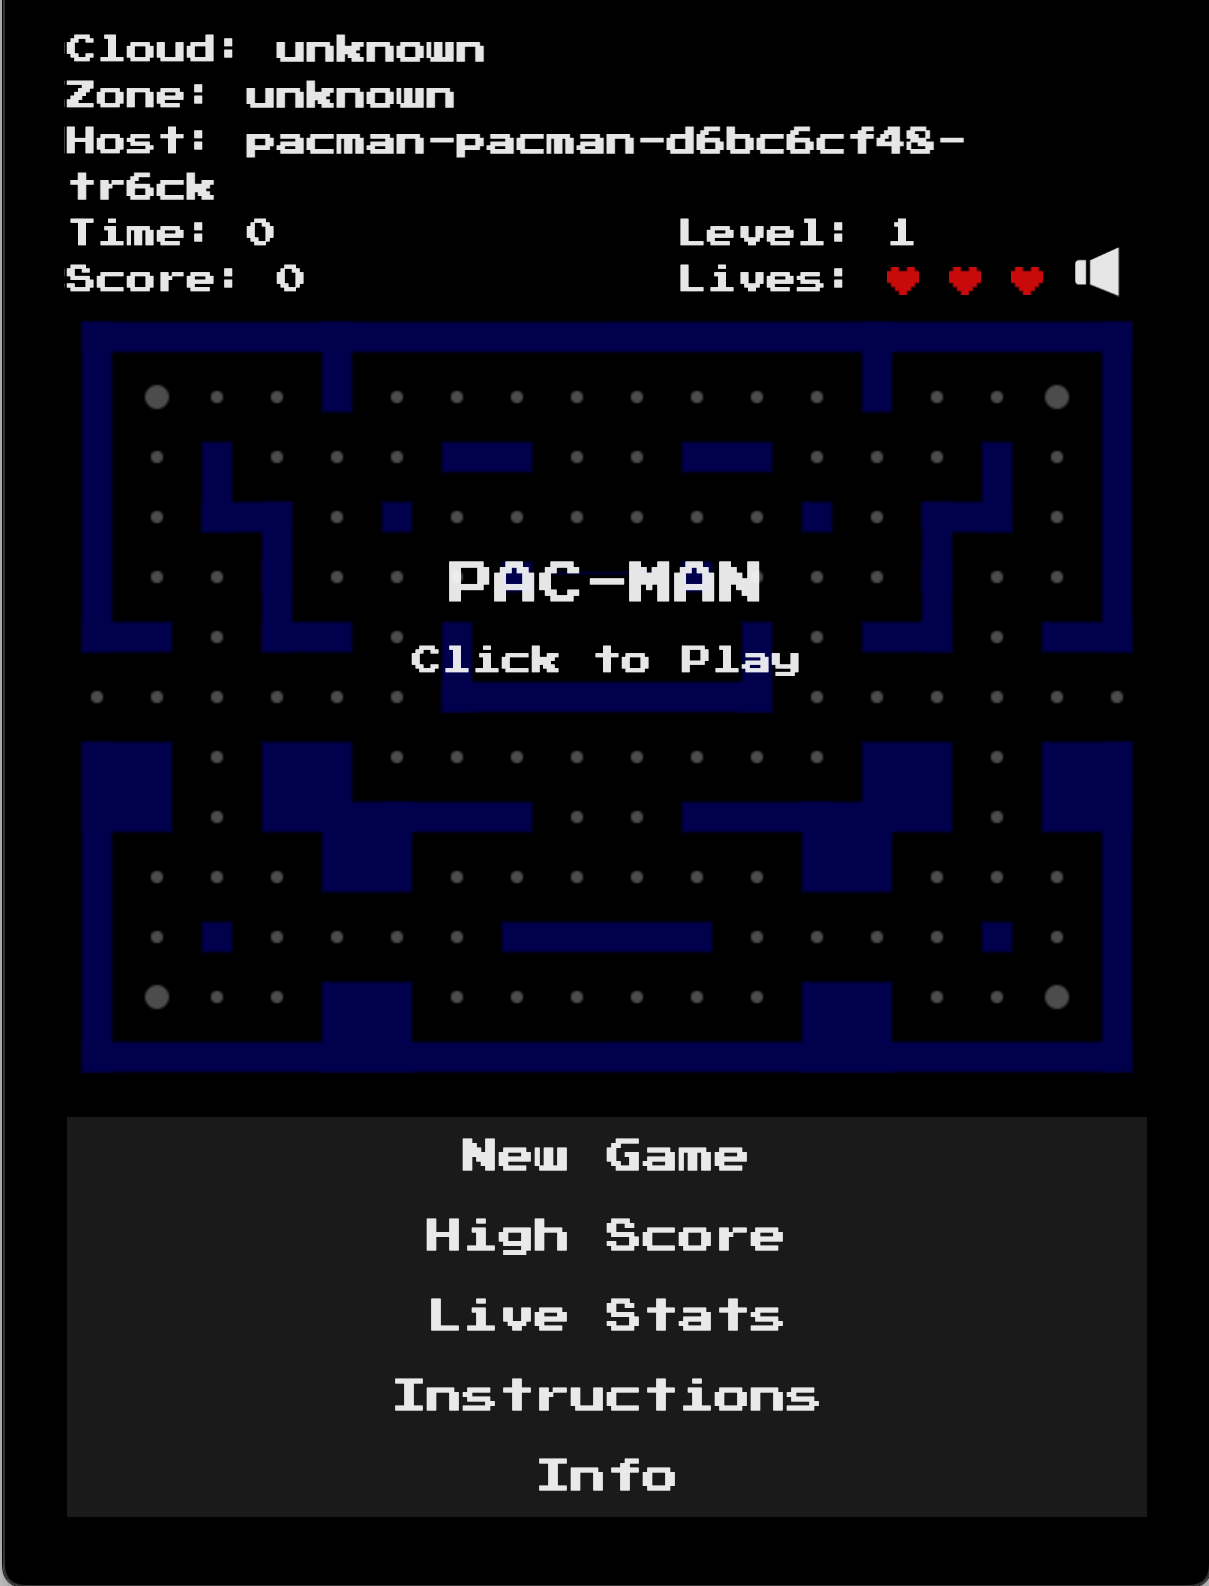 Cloud: unknown
Zone: unknown
Host: pacman-pacman-d6bc6cf48-
tr6ck
Time: 0 Level: 1
Score: 0 Lives:
PAC-MAN
Click to Play
New Game
High Score
Live Stats
Instructions
Info